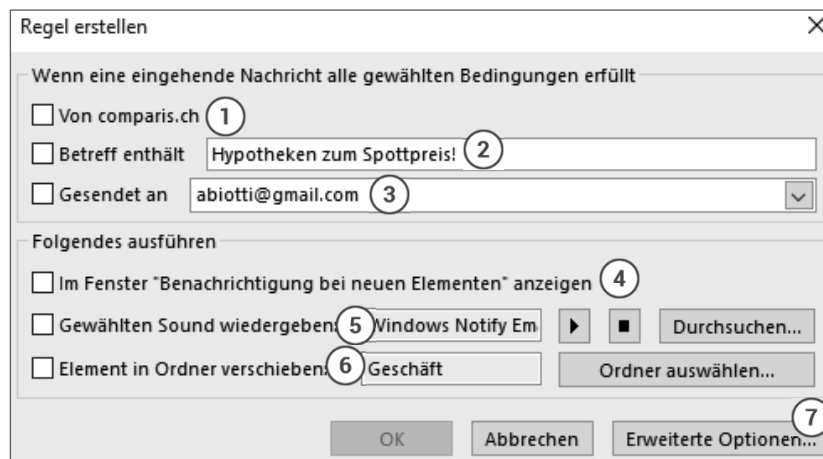 Regel erstellen
Wenn eine eingehende Nachricht alle gewählten Bedingungen erfüllt
Von comparis.ch 1
Betreff enthält Hypotheken zum Spottpreis! 2
Gesendet an abiotti@gmail.com 3
Folgendes ausführen
Im Fenster "Benachrichtigung bei neuen Elementen" anzeigen 4
Gewählten Sound wiedergeben: 5 Windows Notify Em Durchsuchen...
Element in Ordner verschieben: 6 Geschäft Ordner auswählen...
7
OK Abbrechen Erweiterte Optionen...